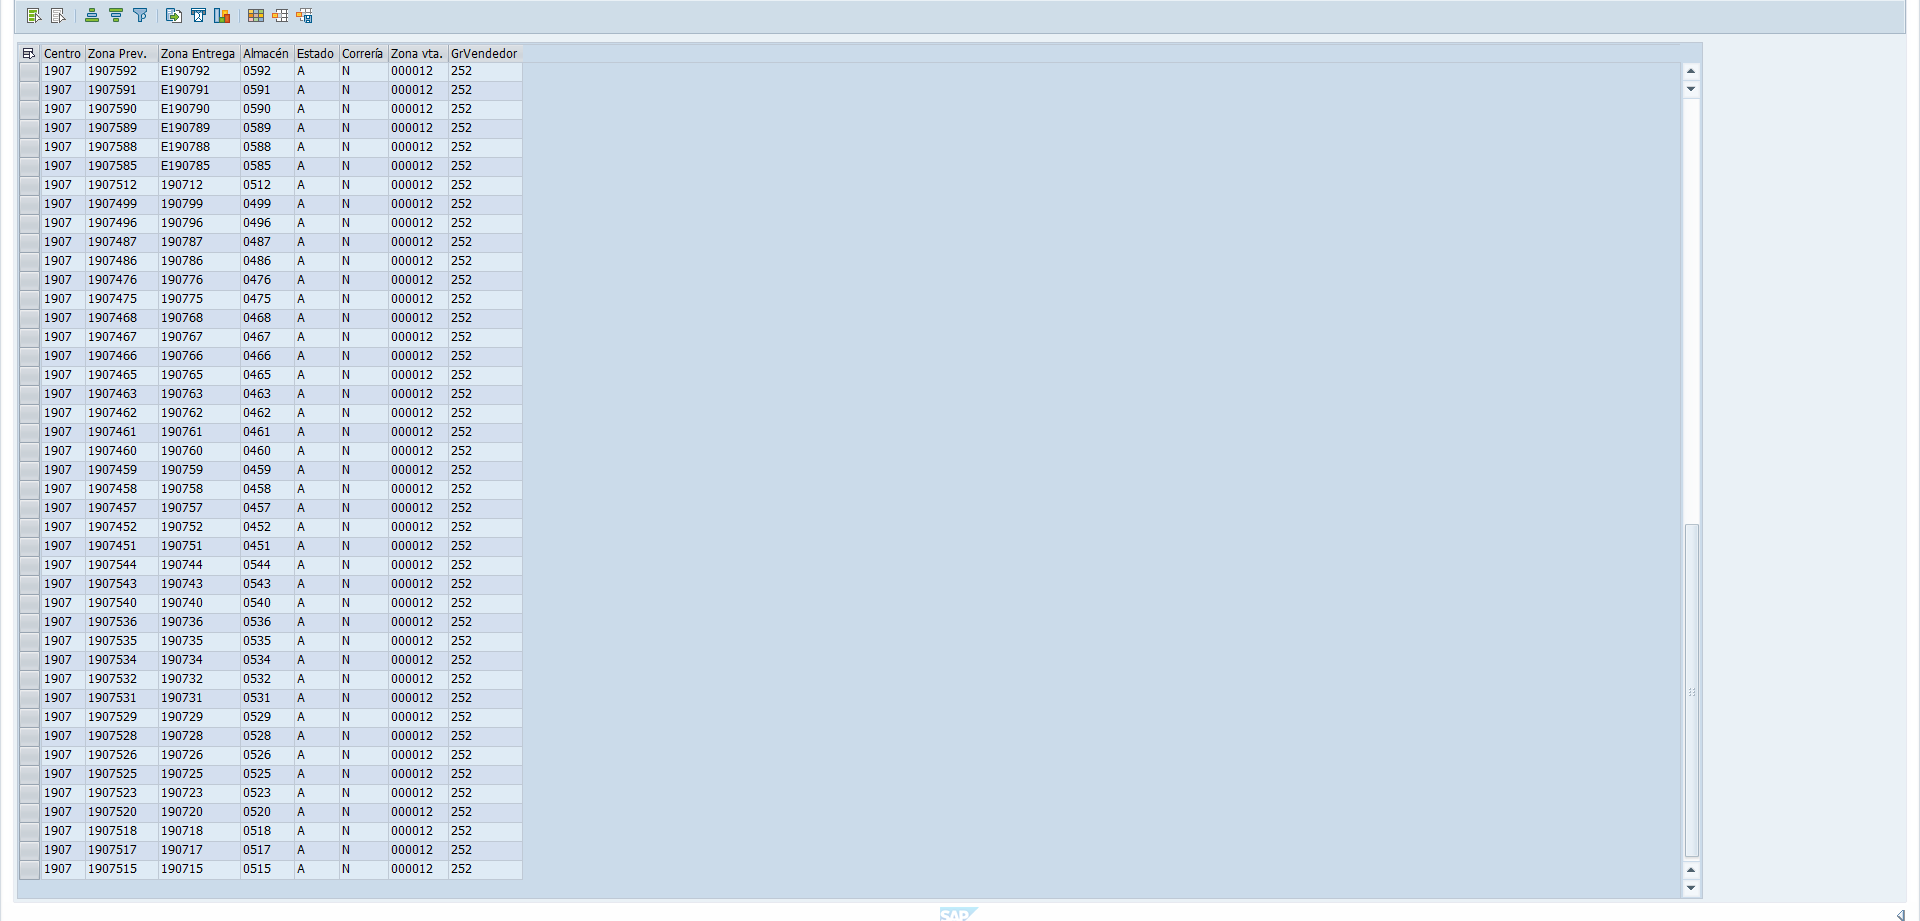 Centro Zona Prev. Zona Entrega Almacén Estado Correría Zona vta. GrVendedor
1907 1907592 E190792 0592 A N 000012 252
1907 1907591 E190791 0591 A N 000012 252
1907 1907590 E190790 0590 A N 000012 252
1907 1907589 E190789 0589 A N 000012 252
1907 1907588 E190788 0588 A N 000012 252
1907 1907585 E190785 0585 A N 000012 252
1907 1907512 190712 0512 A N 000012 252
1907 1907499 190799 0499 A N 000012 252
1907 1907496 190796 0496 A N 000012 252
1907 1907487 190787 0487 A N 000012 252
1907 1907486 190786 0486 A N 000012 252
1907 1907476 190776 0476 A N 000012 252
1907 1907475 190775 0475 A N 000012 252
1907 1907468 190768 0468 A N 000012 252
1907 1907467 190767 0467 A N 000012 252
1907 1907466 190766 0466 A N 000012 252
1907 1907465 190765 0465 A N 000012 252
1907 1907463 190763 0463 A N 000012 252
1907 1907462 190762 0462 A N 000012 252
1907 1907461 190761 0461 A N 000012 252
1907 1907460 190760 0460 A N 000012 252
1907 1907459 190759 0459 A N 000012 252
1907 1907458 190758 0458 A N 000012 252
1907 1907457 190757 0457 A N 000012 252
1907 1907452 190752 0452 A N 000012 252
1907 1907451 190751 0451 A N 000012 252
1907 1907544 190744 0544 A N 000012 252
1907 1907543 190743 0543 A N 000012 252
1907 1907540 190740 0540 A N 000012 252
1907 1907536 190736 0536 A N 000012 252
1907 1907535 190735 0535 A N 000012 252
1907 1907534 190734 0534 A N 000012 252
1907 1907532 190732 0532 A N 000012 252
1907 1907531 190731 0531 A N 000012 252
1907 1907529 190729 0529 A N 000012 252
1907 1907528 190728 0528 A N 000012 252
1907 1907526 190726 0526 A N 000012 252
1907 1907525 190725 0525 A N 000012 252
1907 1907523 190723 0523 A N 000012 252
1907 1907520 190720 0520 A N 000012 252
1907 1907518 190718 0518 A N 000012 252
1907 1907517 190717 0517 A N 000012 252
1907 1907515 190715 0515 A N 000012 252
SAP